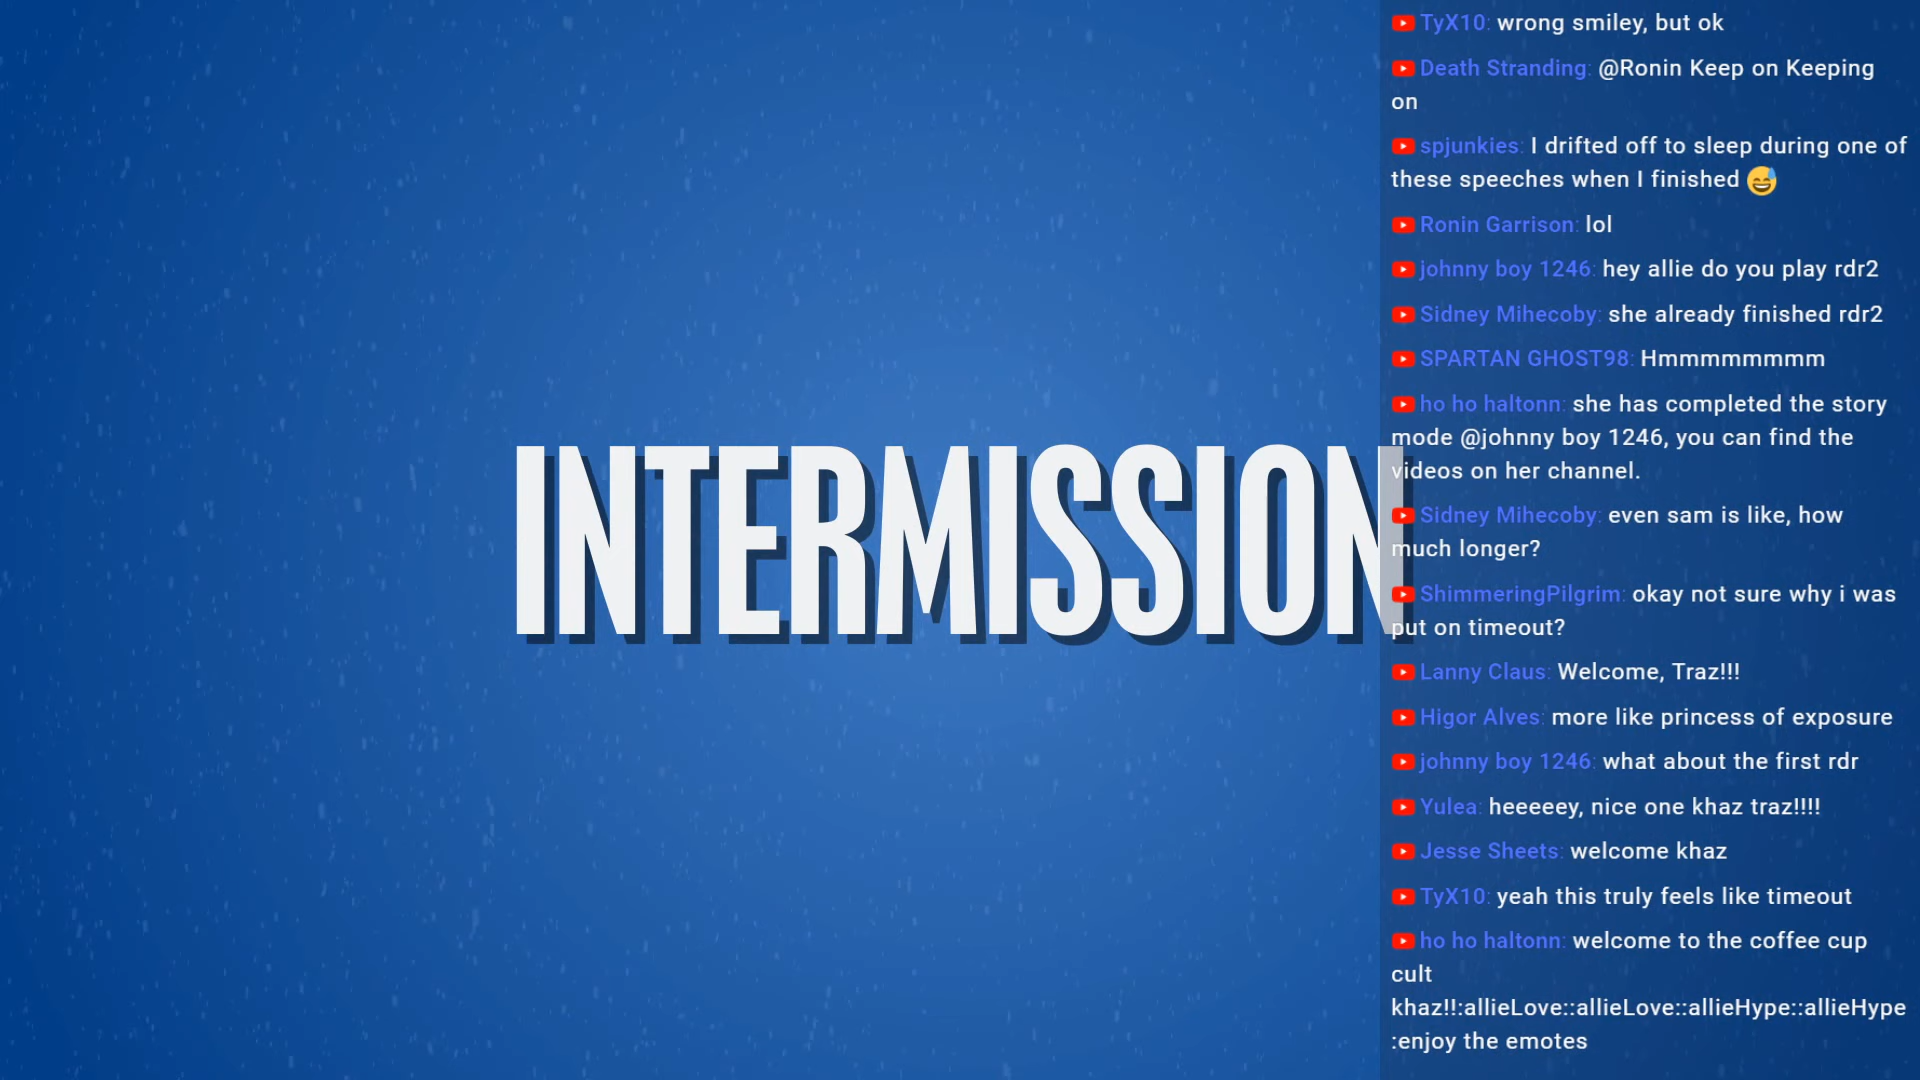 INTERMISSION
TyX10: wrong smiley, but ok
Death Stranding: @Ronin Keep on Keeping
on
spjunkies: I drifted off to sleep during one of
these speeches when I finished 😅
Ronin Garrison: lol
johnny boy 1246: hey allie do you play rdr2
Sidney Mihecoby: she already finished rdr2
SPARTAN GHOST98: Hmmmmmmmm
ho ho haltonn: she has completed the story
mode @johnny boy 1246, you can find the
videos on her channel.
Sidney Mihecoby: even sam is like, how
much longer?
ShimmeringPilgrim: okay not sure why i was
put on timeout?
Lanny Claus: Welcome, Traz!!!
Higor Alves: more like princess of exposure
johnny boy 1246: what about the first rdr
Yulea: heeeeey, nice one khaz traz!!!!
Jesse Sheets: welcome khaz
TyX10: yeah this truly feels like timeout
ho ho haltonn: welcome to the coffee cup
cult
khaz!!:allieLove::allieLove::allieHype::allieHype
:enjoy the emotes